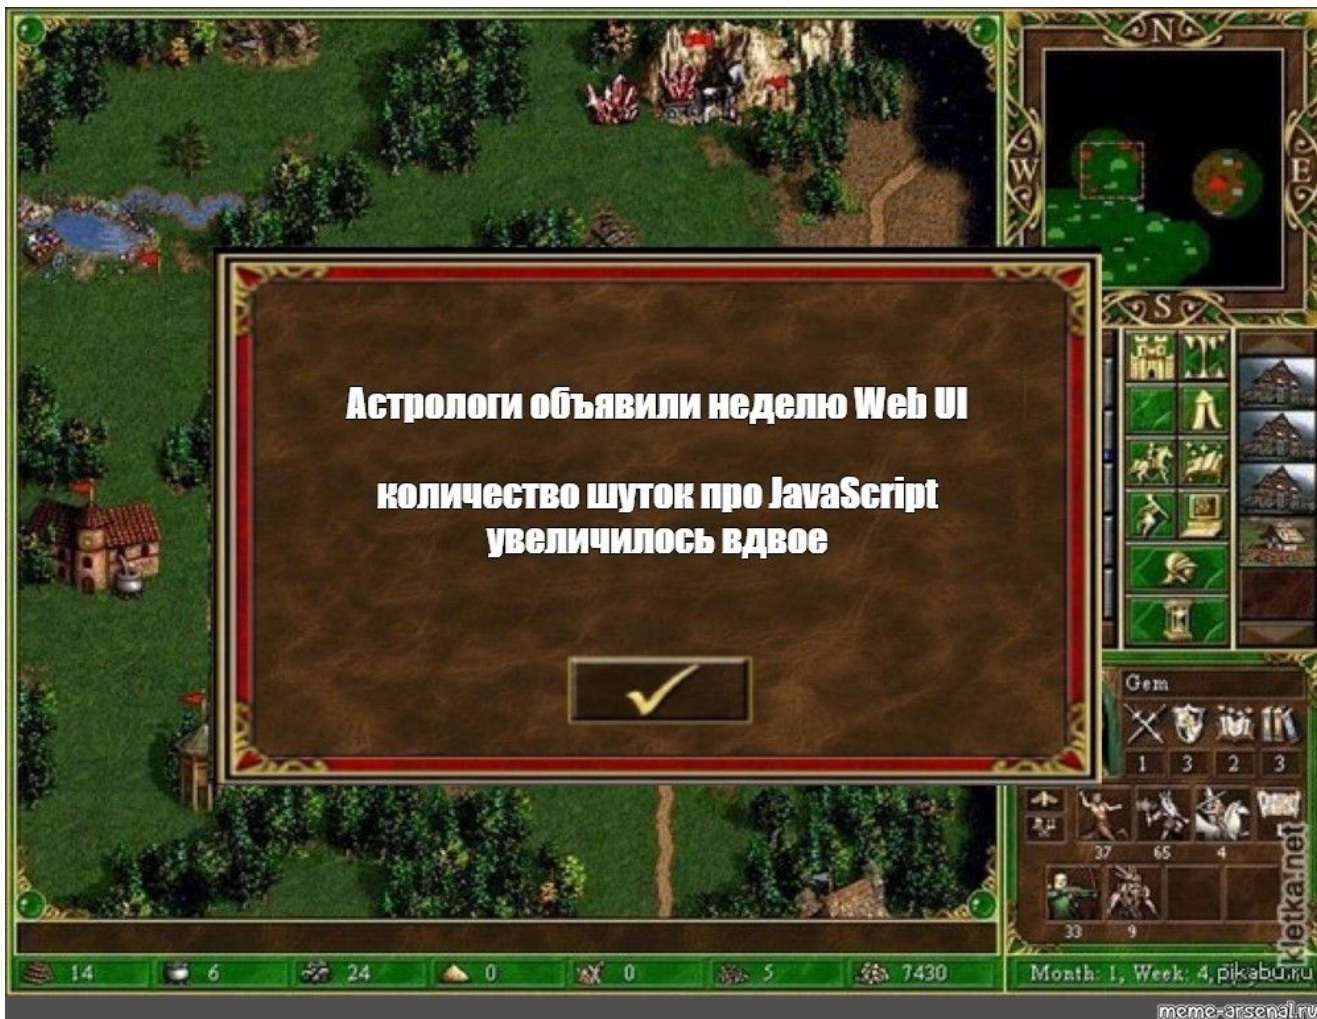 N
W
E
S
Астрологи объявили неделю Web UI
количество шуток про JavaScript
увеличилось вдвое
Gem
1 3 2 3
37 65 4
33 9
14 6 24 0 0 5 7430
Month: 1, Week: 4,
pikabu.ru
kletka.net
meme-arsenal.ru